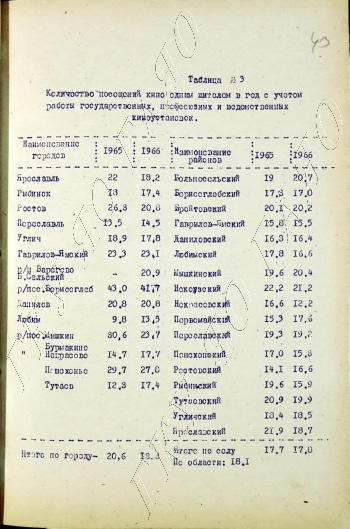 43
Таблица № 3
Количество посещений кино одним жителем в год с учетом
работы государственных, профсоюзных и ведомственных
киноустановок.
Наименование городов : 1965 : 1966 : Наименование районов : 1965 : 1966
Ярославль 22 18,2 Большесельский 19 20,7
Рыбинск 18 17,4 Борисоглебский 17,3 17,0
Ростов 26,8 20,8 Брейтовский 20,1 20,2
Переславль 13,5 14,5 Гаврилов-Ямский 15,8 15,5
Углич 18,9 17,8 Даниловский 16,3 16,4
Гаврилов-Ямский 23,3 23,1 Любимский 17,8 16,6
р/п Варегово
Б.Сельский - 20,9 Мышкинский 19,6 20,4
р/пос.Борисоглеб 43,0 41,7 Некоузский 22,2 21,2
Данилов 20,8 20,8 Некрасовский 16,6 12,2
Любим 9,8 13,3 Первомайский 15,3 17,6
р/пос Мышкин 30,6 23,7 Переславский 19,3 19,2
Бурмакино
" Некрасово 14,7 17,7 Пошехонский 17,0 15,8
Пошехонье 29,7 27,8 Ростовский 14,1 16,6
Тутаев 12,3 17,4 Рыбинский 19,6 15,9
Тутаевский 20,9 19,9
Угличский 18,4 18,5
Ярославский 21,9 18,7
Итого по городу- 20,6 18,3 Итого по селу 17,7 17,8
По области: 18,1